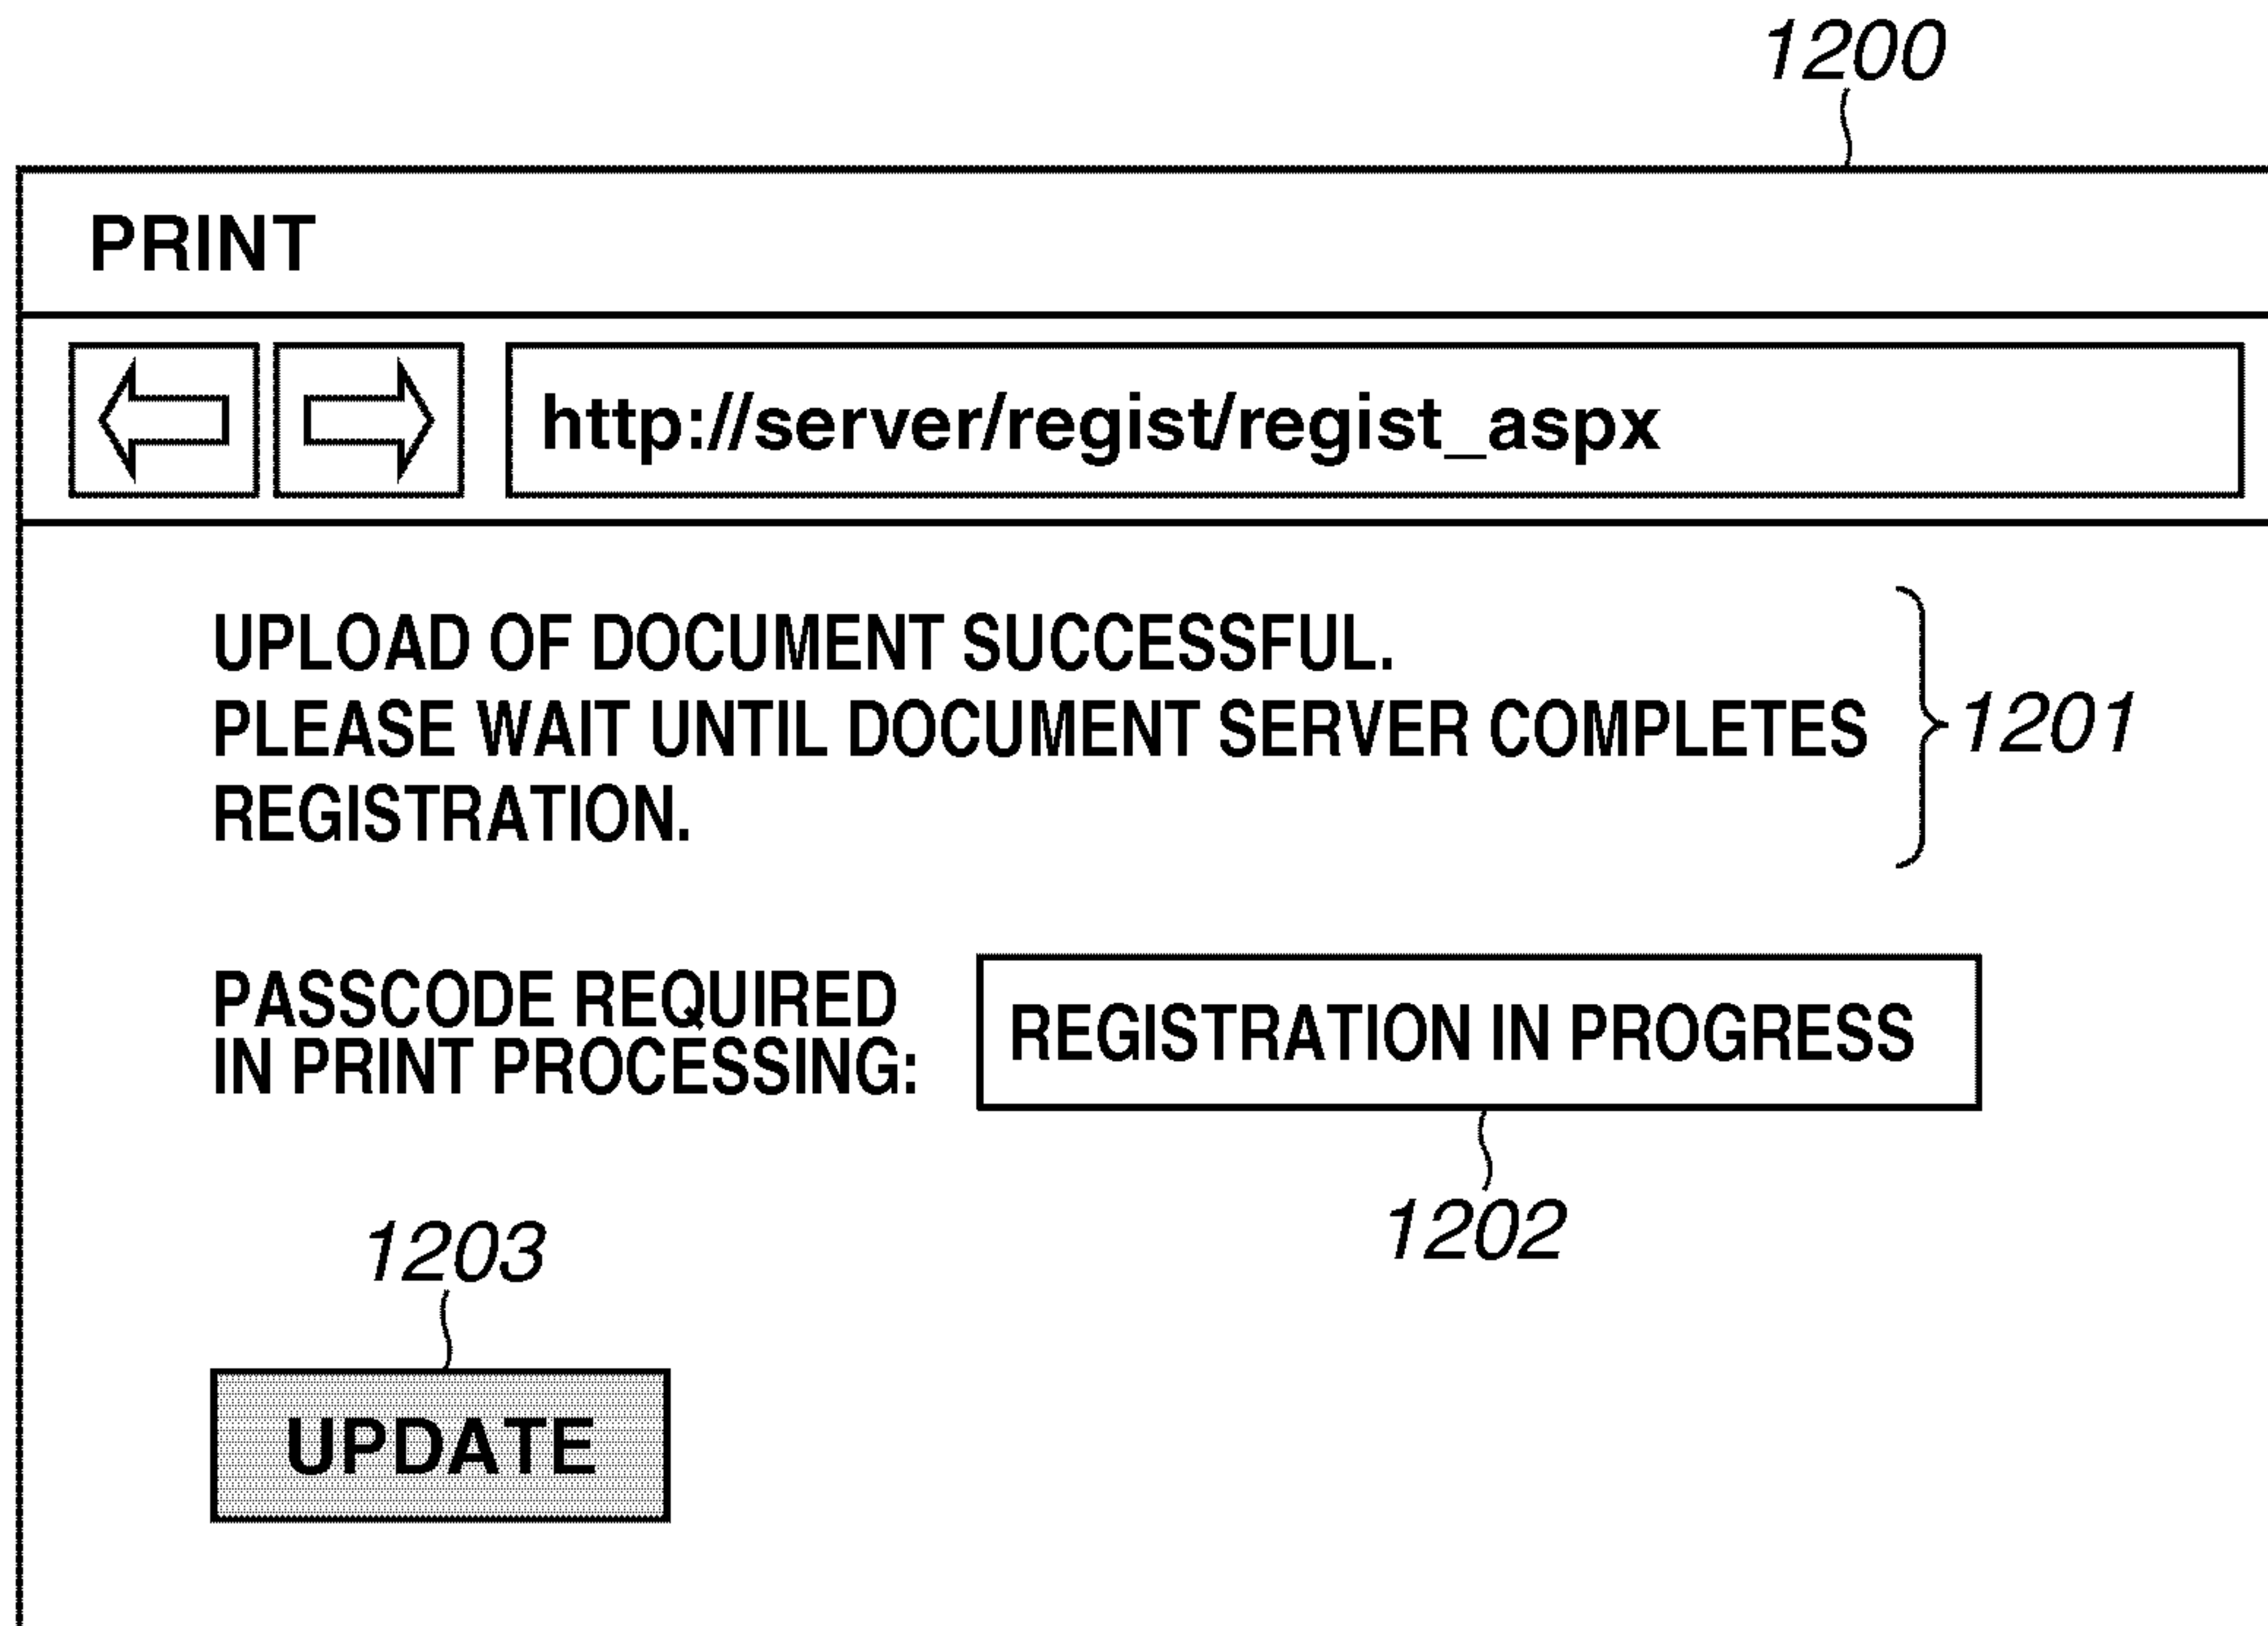 1200
PRINT
http://server/regist/regist_aspx
UPLOAD OF DOCUMENT SUCCESSFUL.
PLEASE WAIT UNTIL DOCUMENT SERVER COMPLETES
REGISTRATION.
1201
PASSCODE REQUIRED
IN PRINT PROCESSING:
REGISTRATION IN PROGRESS
1202
1203
UPDATE